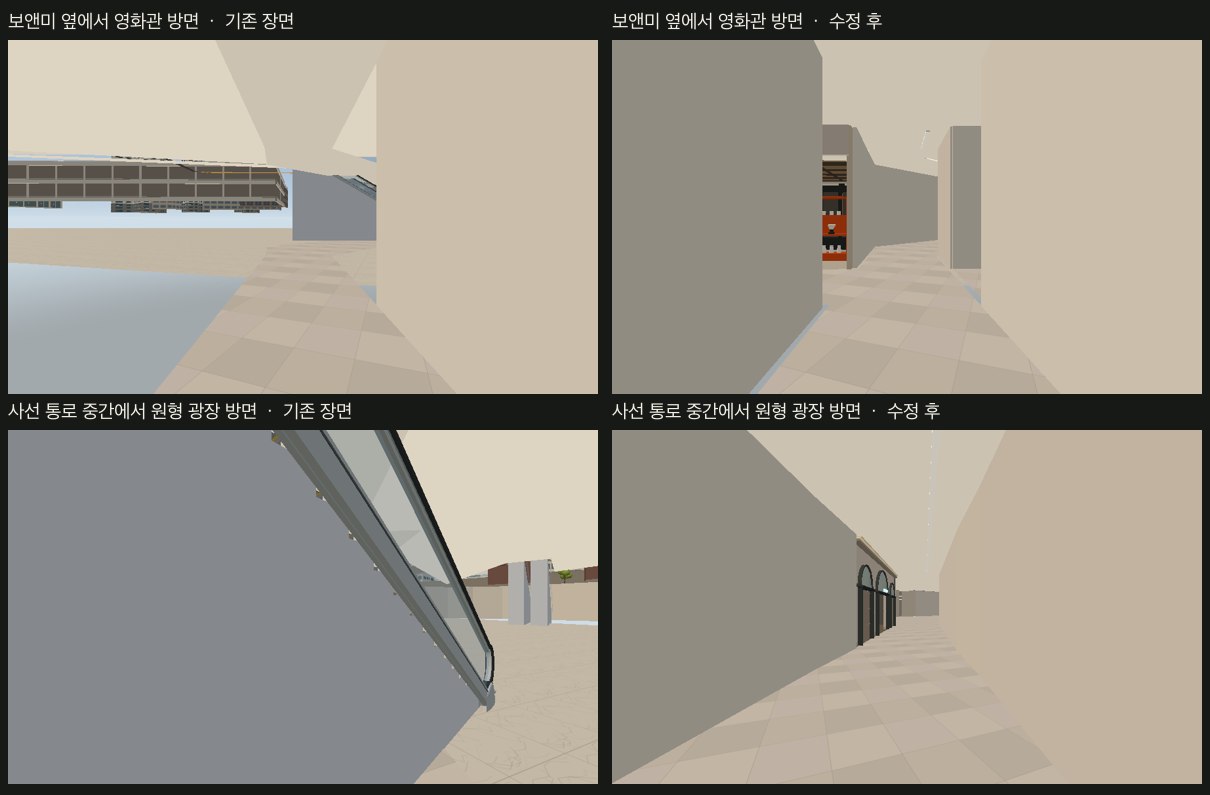 보앤미 옆에서 영화관 방면 · 기존 장면
보앤미 옆에서 영화관 방면 · 수정 후
사선 통로 중간에서 원형 광장 방면 · 기존 장면
사선 통로 중간에서 원형 광장 방면 · 수정 후